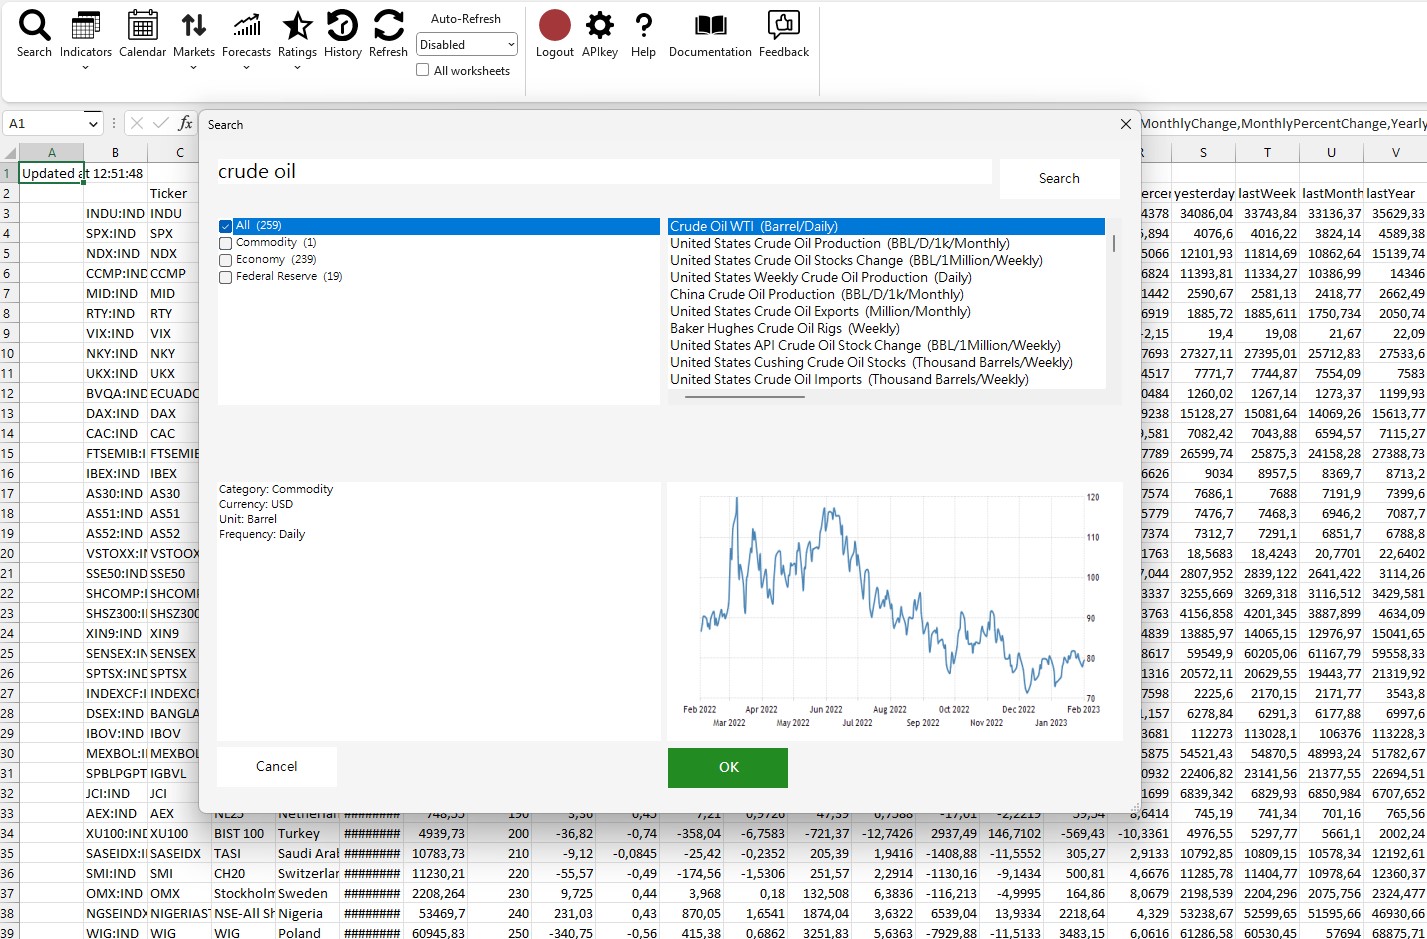 Auto-Refresh
Search Indicators Calendar Markets Forecasts Ratings History Refresh Disabled Logout APIkey Help Documentation Feedback
All worksheets
A1 fx MonthlyChange,MonthlyPercentChange,Yearly
Search
crude oil
Search
All (259)
Commodity (1)
Economy (239)
Federal Reserve (19)
Crude Oil WTI (Barrel/Daily)
United States Crude Oil Production (BBL/D/1k/Monthly)
United States Crude Oil Stocks Change (BBL/1Million/Weekly)
United States Weekly Crude Oil Production (Daily)
China Crude Oil Production (BBL/D/1k/Monthly)
United States Crude Oil Exports (Million/Monthly)
Baker Hughes Crude Oil Rigs (Weekly)
United States API Crude Oil Stock Change (BBL/1Million/Weekly)
United States Cushing Crude Oil Stocks (Thousand Barrels/Weekly)
United States Crude Oil Imports (Thousand Barrels/Weekly)
Category: Commodity
Currency: USD
Unit: Barrel
Frequency: Daily
120
110
100
90
80
70
Feb 2022 Apr 2022 Jun 2022 Aug 2022 Oct 2022 Dec 2022 Feb 2023
Mar 2022 May 2022 Jul 2022 Sep 2022 Nov 2022 Jan 2023
Cancel OK
A B C S T U V
1 Updated at 12:51:48
2 Ticker yesterday lastWeek lastMonth lastYear
3 INDU:IND INDU 4378 34086,04 33743,84 33136,37 35629,33
4 SPX:IND SPX 5,894 4076,6 4016,22 3824,14 4589,38
5 NDX:IND NDX 5066 12101,93 11814,69 10862,64 15139,74
6 CCMP:IND CCMP 6824 11393,81 11334,27 10386,99 14346
7 MID:IND MID 1442 2590,67 2581,13 2418,77 2662,49
8 RTY:IND RTY 6919 1885,72 1885,611 1750,734 2050,74
9 VIX:IND VIX -2,15 19,4 19,08 21,67 22,09
10 NKY:IND NKY 7693 27327,11 27395,01 25712,83 27533,6
11 UKX:IND UKX 4517 7771,7 7744,87 7554,09 7583
12 BVQA:IND ECUADO 0484 1260,02 1267,14 1273,37 1199,93
13 DAX:IND DAX 9238 15128,27 15081,64 14069,26 15613,77
14 CAC:IND CAC 9,581 7082,42 7043,88 6594,57 7115,27
15 FTSEMIB:I FTSEMIE 7789 26599,74 25875,3 24158,28 27388,73
16 IBEX:IND IBEX 6626 9034 8957,5 8369,7 8713,2
17 AS30:IND AS30 7574 7686,1 7688 7191,9 7399,6
18 AS51:IND AS51 5779 7476,7 7468,3 6946,2 7087,7
19 AS52:IND AS52 7374 7312,7 7291,1 6851,7 6788,8
20 VSTOXX:IN VSTOOX 1763 18,5683 18,4243 20,7701 22,6402
21 SSE50:IND SSE50 7,044 2807,952 2839,122 2641,422 3114,26
22 SHCOMP:I SHCOMI 3337 3255,669 3269,318 3116,512 3429,581
23 SHSZ300:I SHSZ300 3763 4156,858 4201,345 3887,899 4634,09
24 XIN9:IND XIN9 4839 13885,97 14065,15 12976,97 15041,65
25 SENSEX:IN SENSEX 8617 59549,9 60205,06 61167,79 59558,33
26 SPTSX:IND SPTSX 1316 20572,11 20629,55 19443,77 21319,92
27 INDEXCF:I INDEXCF 7598 2225,6 2170,15 2171,77 3543,8
28 DSEX:IND BANGLA 1,157 6278,84 6291,3 6177,88 6997,6
29 IBOV:IND IBOV 3681 112273 113028,1 106376 113228,3
30 MEXBOL:I MEXBOL 5875 54521,43 54870,5 48993,24 51782,67
31 SPBLPGPT IGBVL 0932 22406,82 23141,56 21377,55 22694,51
32 JCI:IND JCI 1699 6839,342 6829,93 6850,984 6707,652
33 AEX:IND AEX 8,6414 745,19 741,34 701,16 765,56
34 XU100:IND XU100 BIST 100 Turkey ######## 4939,73 200 -36,82 -0,74 -358,04 -6,7583 -721,37 -12,7426 2937,49 146,7102 -569,43 -10,3361 4976,55 5297,77 5661,1 2002,24
35 SASEIDX:I SASEIDX TASI Saudi Arab ######## 10783,73 210 -9,12 -0,0845 -25,42 -0,2352 205,39 1,9416 -1408,88 -11,5552 305,27 2,9133 10792,85 10809,15 10578,34 12192,61
36 SMI:IND SMI CH20 Switzerlan ######## 11230,21 220 -55,57 -0,49 -174,56 -1,5306 251,57 2,2914 -1130,16 -9,1434 500,81 4,6676 11285,78 11404,77 10978,64 12360,37
37 OMX:IND OMX Stockholm Sweden ######## 2208,264 230 9,725 0,44 3,968 0,18 132,508 6,3836 -116,213 -4,9995 164,86 8,0679 2198,539 2204,296 2075,756 2324,477
38 NGSEINDX NIGERIAST NSE-All Sh Nigeria ######## 53469,7 240 231,03 0,43 870,05 1,6541 1874,04 3,6322 6539,04 13,9334 2218,64 4,329 53238,67 52599,65 51595,66 46930,66
39 WIG:IND WIG WIG Poland ######## 60945,83 250 -340,75 -0,56 415,38 0,6862 3251,83 5,6363 -7929,88 -11,5133 3483,15 6,0616 61286,58 60530,45 57694 68875,71